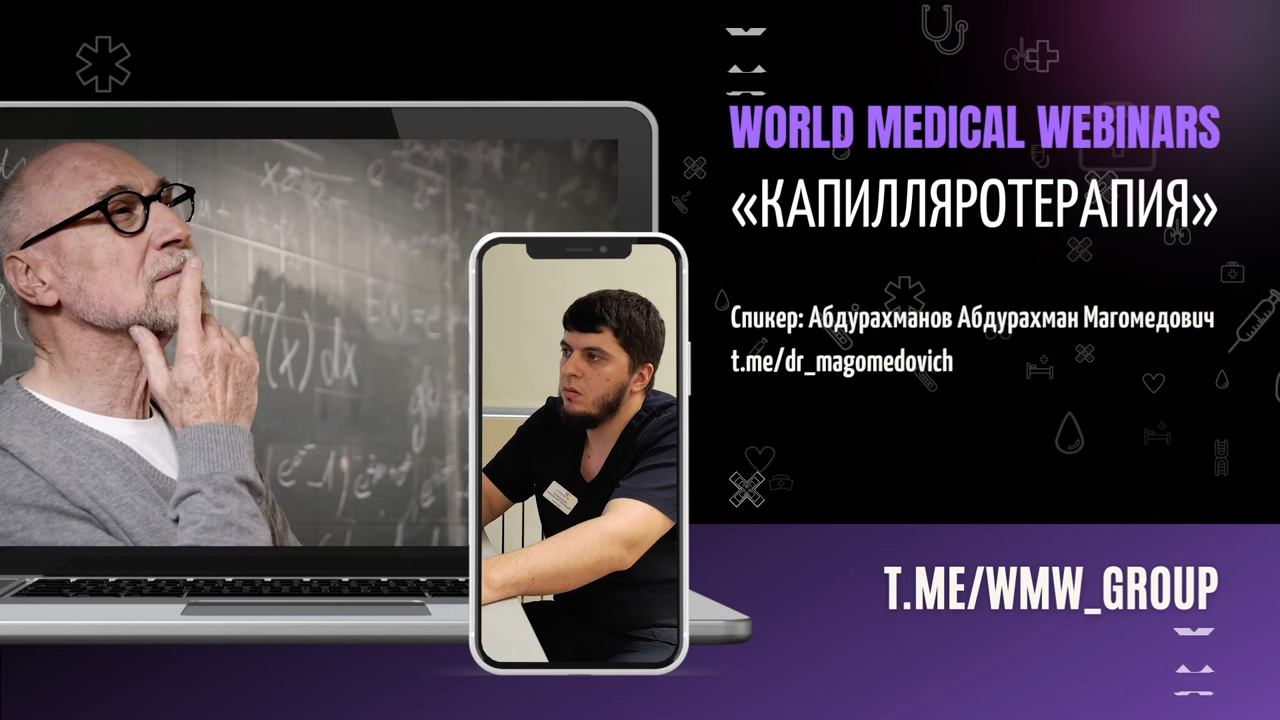 WORLD MEDICAL WEBINARS
«КАПИЛЛЯРОТЕРАПИЯ»
Спикер: Абдурахманов Абдурахман Магомедович
t.me/dr_magomedovich
T.ME/WMW_GROUP